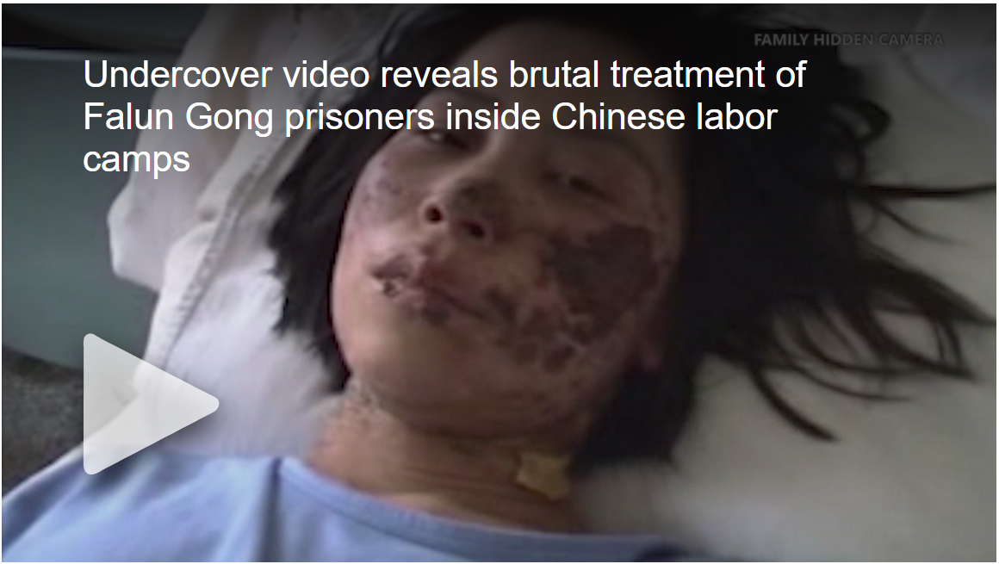 FAMILY HIDDEN CAMERA
Undercover video reveals brutal treatment of
Falun Gong prisoners inside Chinese labor
camps